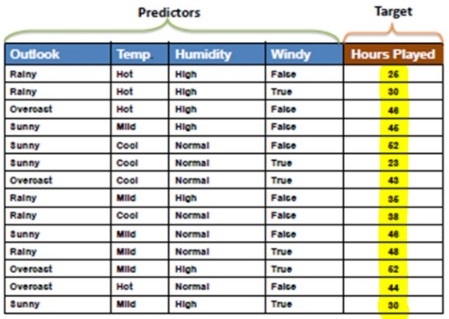 Predictors Target
Outlook Temp Humidity Windy Hours Played
Rainy Hot High False 25
Rainy Hot High True 30
Overcast Hot High False 46
Sunny Mild High False 45
Sunny Cool Normal False 52
Sunny Cool Normal True 23
Overcast Cool Normal True 43
Rainy Mild High False 35
Rainy Cool Normal False 38
Sunny Mild Normal False 46
Rainy Mild Normal True 48
Overcast Mild High True 52
Overcast Hot Normal False 44
Sunny Mild High True 30